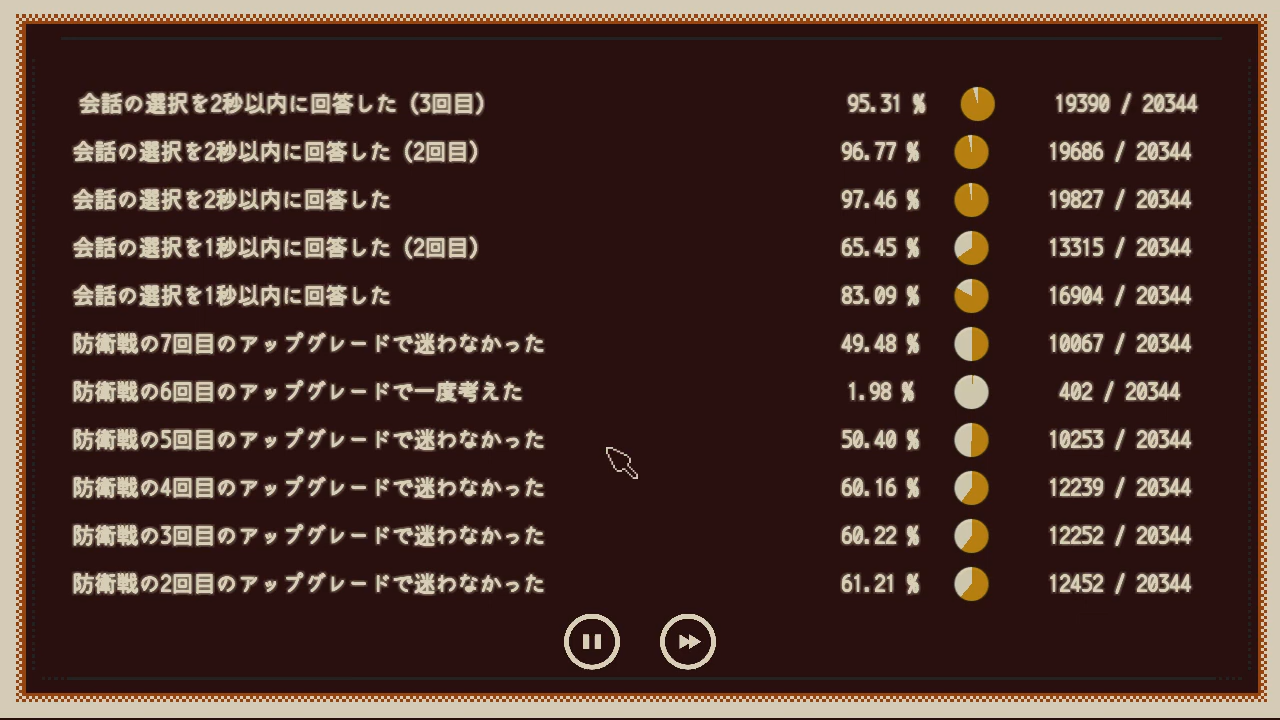 会話の選択を2秒以内に回答した（3回目） 95.31 % 19390 / 20344
会話の選択を2秒以内に回答した（2回目） 96.77 % 19686 / 20344
会話の選択を2秒以内に回答した 97.46 % 19827 / 20344
会話の選択を1秒以内に回答した（2回目） 65.45 % 13315 / 20344
会話の選択を1秒以内に回答した 83.09 % 16904 / 20344
防衛戦の7回目のアップグレードで迷わなかった 49.48 % 10067 / 20344
防衛戦の6回目のアップグレードで一度考えた 1.98 % 402 / 20344
防衛戦の5回目のアップグレードで迷わなかった 50.40 % 10253 / 20344
防衛戦の4回目のアップグレードで迷わなかった 60.16 % 12239 / 20344
防衛戦の3回目のアップグレードで迷わなかった 60.22 % 12252 / 20344
防衛戦の2回目のアップグレードで迷わなかった 61.21 % 12452 / 20344